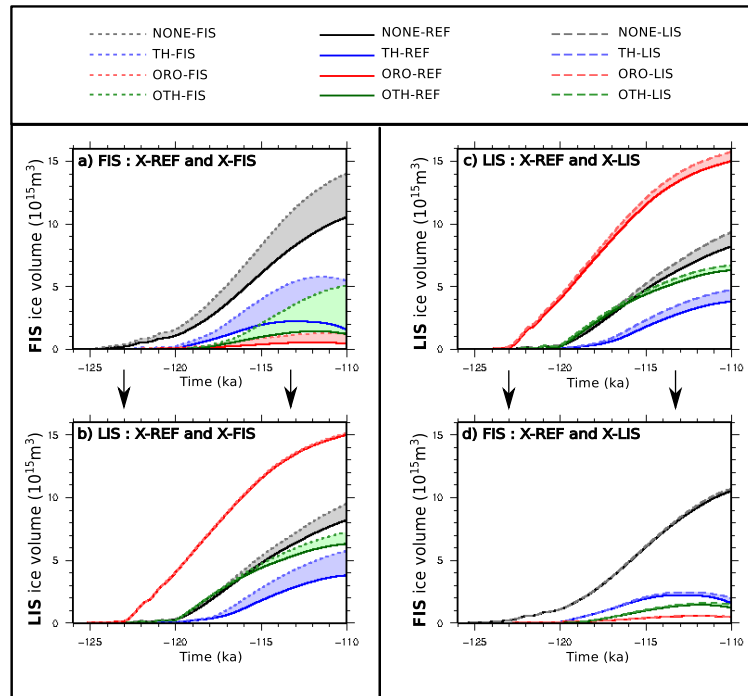 NONE-FIS NONE-REF NONE-LIS
TH-FIS TH-REF TH-LIS
ORO-FIS ORO-REF ORO-LIS
OTH-FIS OTH-REF OTH-LIS
a) FIS : X-REF and X-FIS
FIS ice volume (10¹⁵m³)
15
10
5
0
−125 −120 −115 −110
Time (ka)
b) LIS : X-REF and X-FIS
LIS ice volume (10¹⁵m³)
15
10
5
0
−125 −120 −115 −110
Time (ka)
c) LIS : X-REF and X-LIS
LIS ice volume (10¹⁵m³)
15
10
5
0
−125 −120 −115 −110
Time (ka)
d) FIS : X-REF and X-LIS
FIS ice volume (10¹⁵m³)
15
10
5
0
−125 −120 −115 −110
Time (ka)